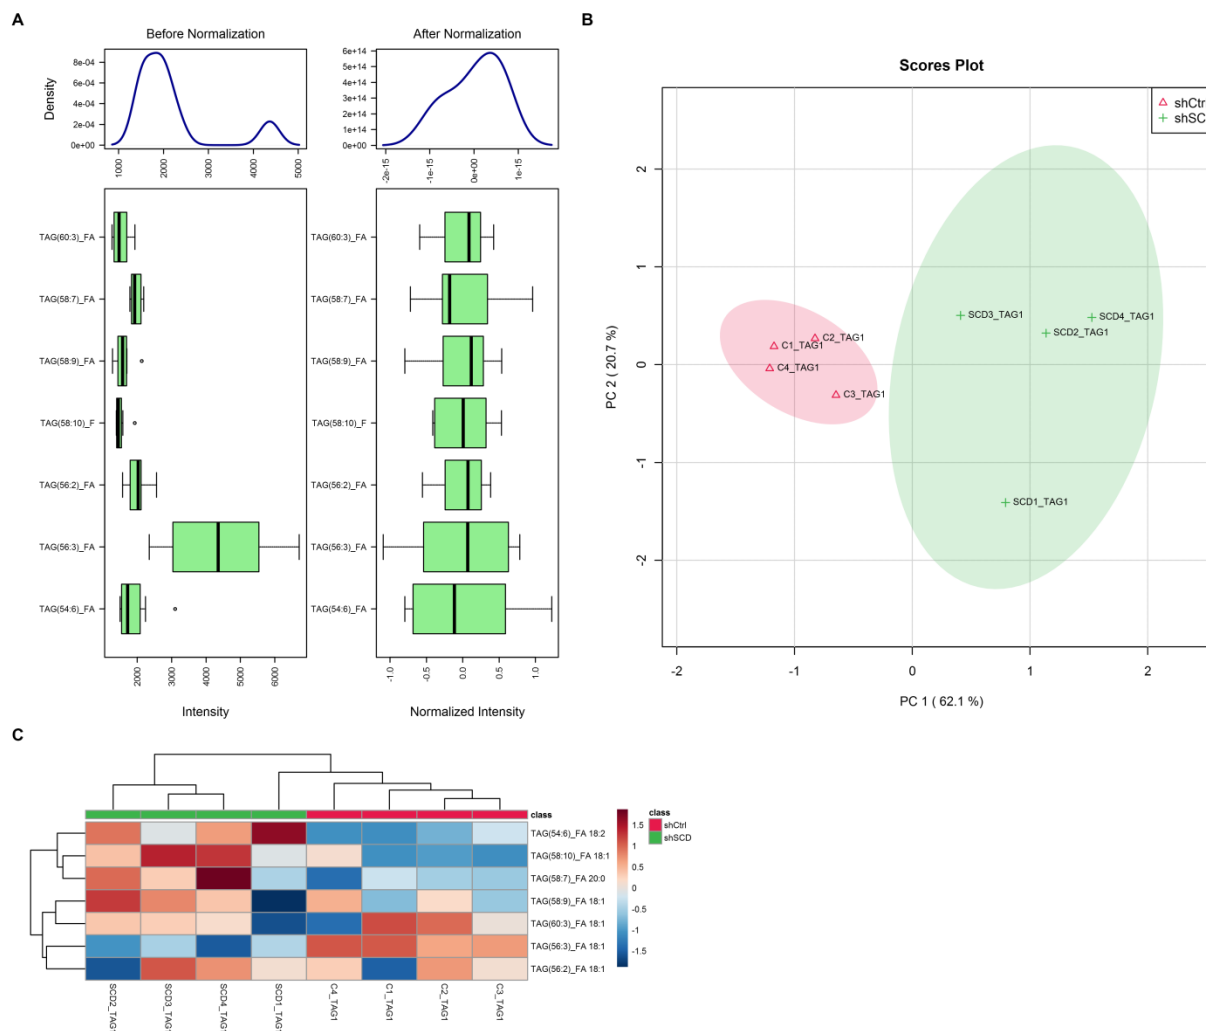 A
B
Before Normalization
After Normalization
Density
8e-04
6e-04
4e-04
2e-04
0e+00
1000
2000
3000
4000
5000
6e+14
5e+14
4e+14
3e+14
2e+14
1e+14
0e+00
-2e-15
-1e-15
0e+00
1e-15
TAG(60:3)_FA
TAG(58:7)_FA
TAG(58:9)_FA
TAG(58:10)_F
TAG(56:2)_FA
TAG(56:3)_FA
TAG(54:6)_FA
2000
3000
4000
5000
6000
Intensity
TAG(60:3)_FA
TAG(58:7)_FA
TAG(58:9)_FA
TAG(58:10)_F
TAG(56:2)_FA
TAG(56:3)_FA
TAG(54:6)_FA
-1.0
-0.5
0.0
0.5
1.0
Normalized Intensity
Scores Plot
shCtrl
shSC
SCD3_TAG1
SCD4_TAG1
SCD2_TAG1
C2_TAG1
C1_TAG1
C4_TAG1
C3_TAG1
SCD1_TAG1
PC 2 ( 20.7 %)
2
1
0
-1
-2
-2
-1
0
1
2
PC 1 ( 62.1 %)
C
class
TAG(54:6)_FA 18:2
TAG(58:10)_FA 18:1
TAG(58:7)_FA 20:0
TAG(58:9)_FA 18:1
TAG(60:3)_FA 18:1
TAG(56:3)_FA 18:1
TAG(56:2)_FA 18:1
SCD2_TAG1
SCD3_TAG1
SCD4_TAG1
SCD1_TAG1
C4_TAG1
C1_TAG1
C2_TAG1
C3_TAG1
1.5
1
0.5
0
-0.5
-1
-1.5
class
shCtrl
shSCD